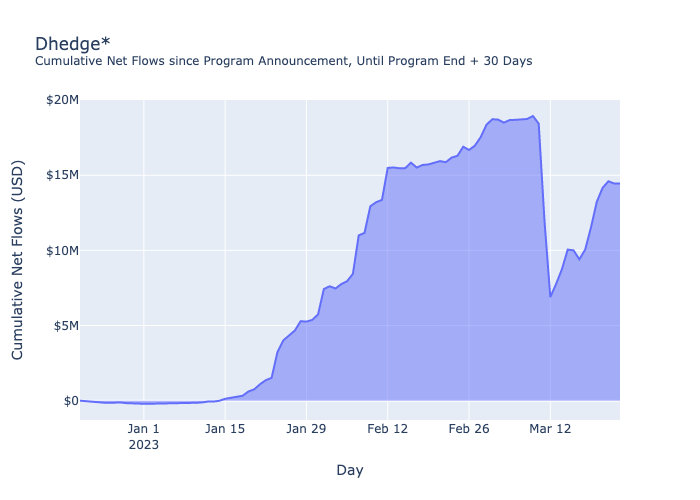 Dhedge*
Cumulative Net Flows since Program Announcement, Until Program End + 30 Days
$20M
$15M
$10M
$5M
$0
Cumulative Net Flows (USD)
Jan 1
2023
Jan 15
Jan 29
Feb 12
Feb 26
Mar 12
Day